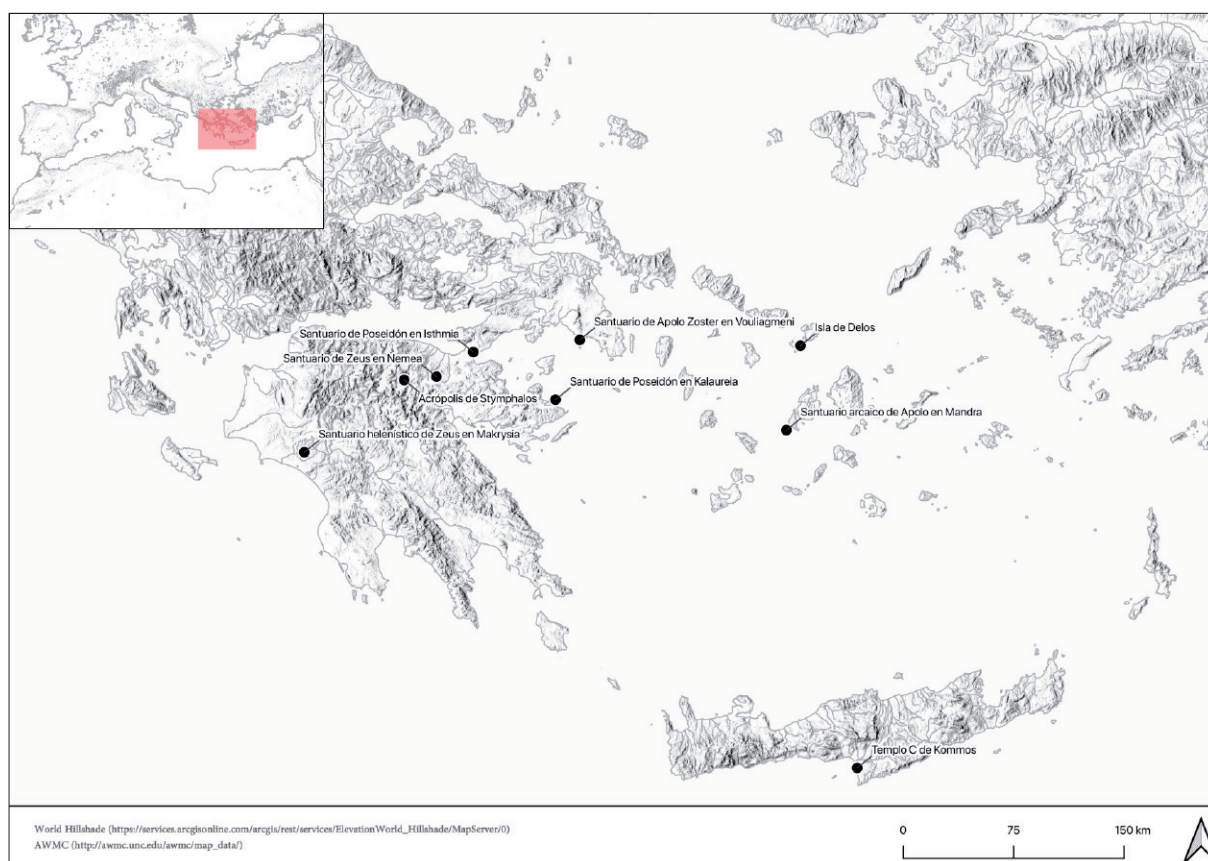 Santuario de Poseidón en Isthmia
Santuario de Apolo Zoster en Vouliagmeni
Isla de Delos
Santuario de Zeus en Nemea
Acrópolis de Stymphalos
Santuario de Poseidón en Kalaureia
Santuario arcaico de Apolo en Mandra
Santuario helenístico de Zeus en Makrysia
Templo C de Kommos
World Hillshade (https://services.arcgisonline.com/arcgis/rest/services/ElevationWorld_Hillshade/MapServer/0)
AWMC (http://awmc.unc.edu/awmc/map_data/)
0 75 150 km